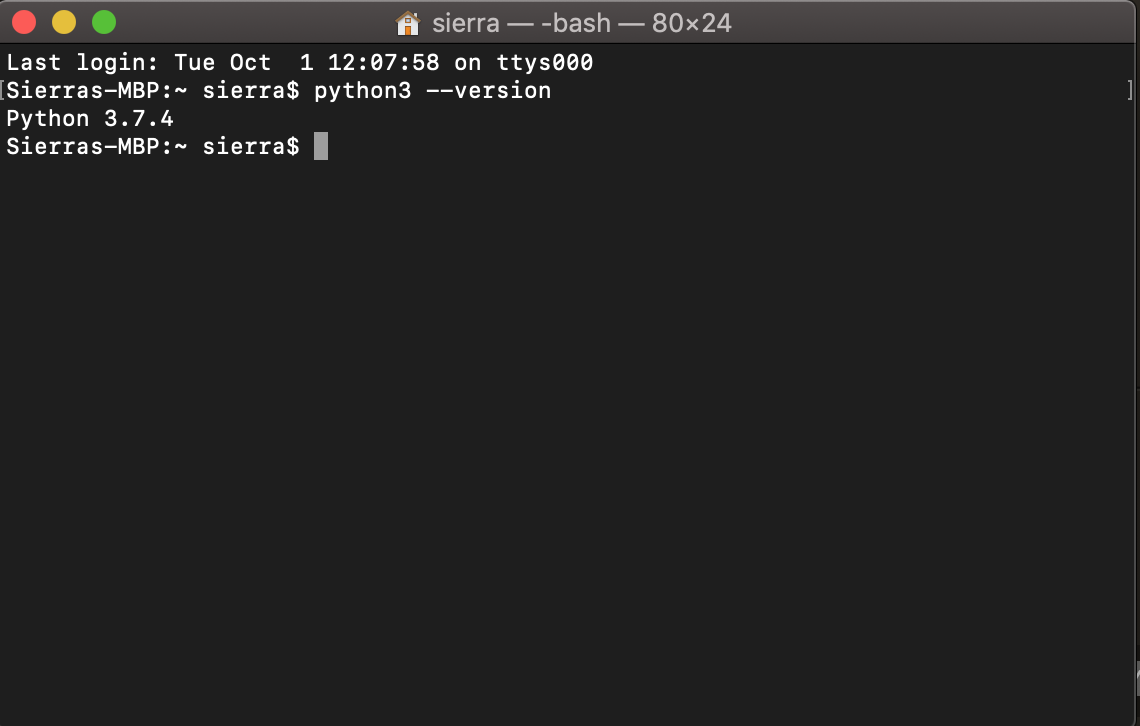 sierra — -bash — 80×24
Last login: Tue Oct  1 12:07:58 on ttys000
[Sierras-MBP:~ sierra$ python3 --version ]
Python 3.7.4
Sierras-MBP:~ sierra$